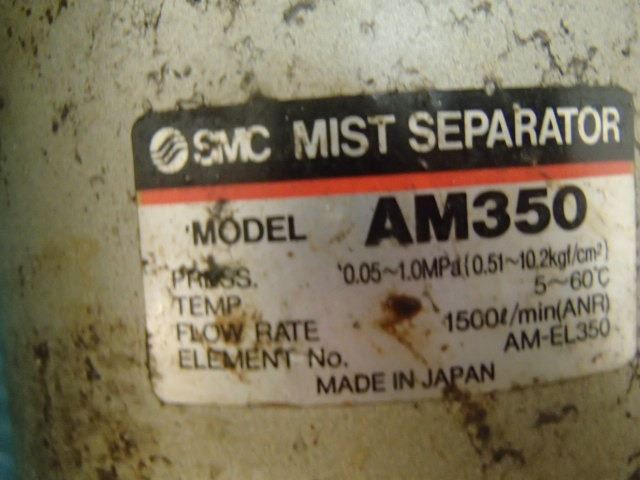 SMC MIST SEPARATOR
MODEL AM350
PRESS. 0.05~1.0MPa(0.51~10.2kgf/cm²)
TEMP. 5~60℃
FLOW RATE 1500ℓ/min(ANR)
ELEMENT No. AM-EL350
MADE IN JAPAN